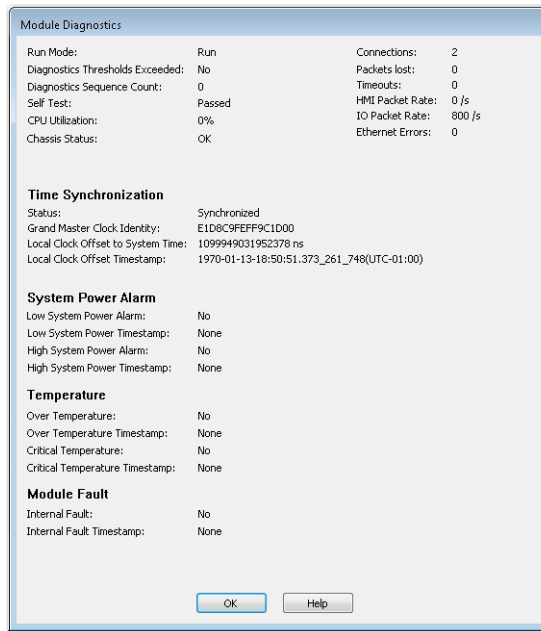 Module Diagnostics
Run Mode: Run Connections: 2
Diagnostics Thresholds Exceeded: No Packets lost: 0
Diagnostics Sequence Count: 0 Timeouts: 0
Self Test: Passed HMI Packet Rate: 0 /s
CPU Utilization: 0% IO Packet Rate: 800 /s
Chassis Status: OK Ethernet Errors: 0
Time Synchronization
Status: Synchronized
Grand Master Clock Identity: E1D8C9FEFF9C1D00
Local Clock Offset to System Time: 1099949031952378 ns
Local Clock Offset Timestamp: 1970-01-13-18:50:51.373_261_748(UTC-01:00)
System Power Alarm
Low System Power Alarm: No
Low System Power Timestamp: None
High System Power Alarm: No
High System Power Timestamp: None
Temperature
Over Temperature: No
Over Temperature Timestamp: None
Critical Temperature: No
Critical Temperature Timestamp: None
Module Fault
Internal Fault: No
Internal Fault Timestamp: None
OK Help